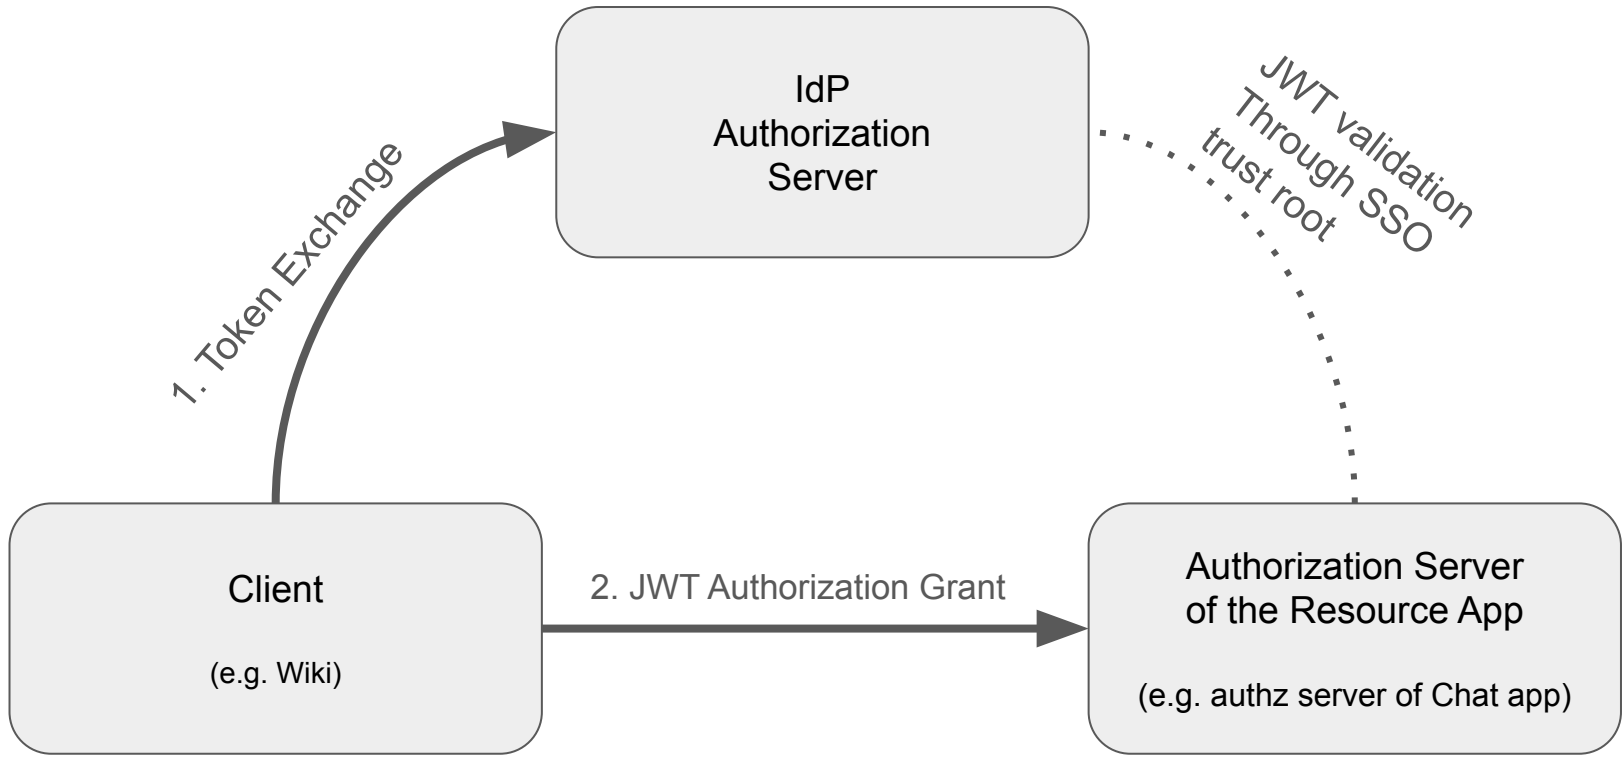 IdP
Authorization
Server
JWT validation
Through SSO
trust root
1. Token Exchange
Client
(e.g. Wiki)
2. JWT Authorization Grant
Authorization Server
of the Resource App
(e.g. authz server of Chat app)